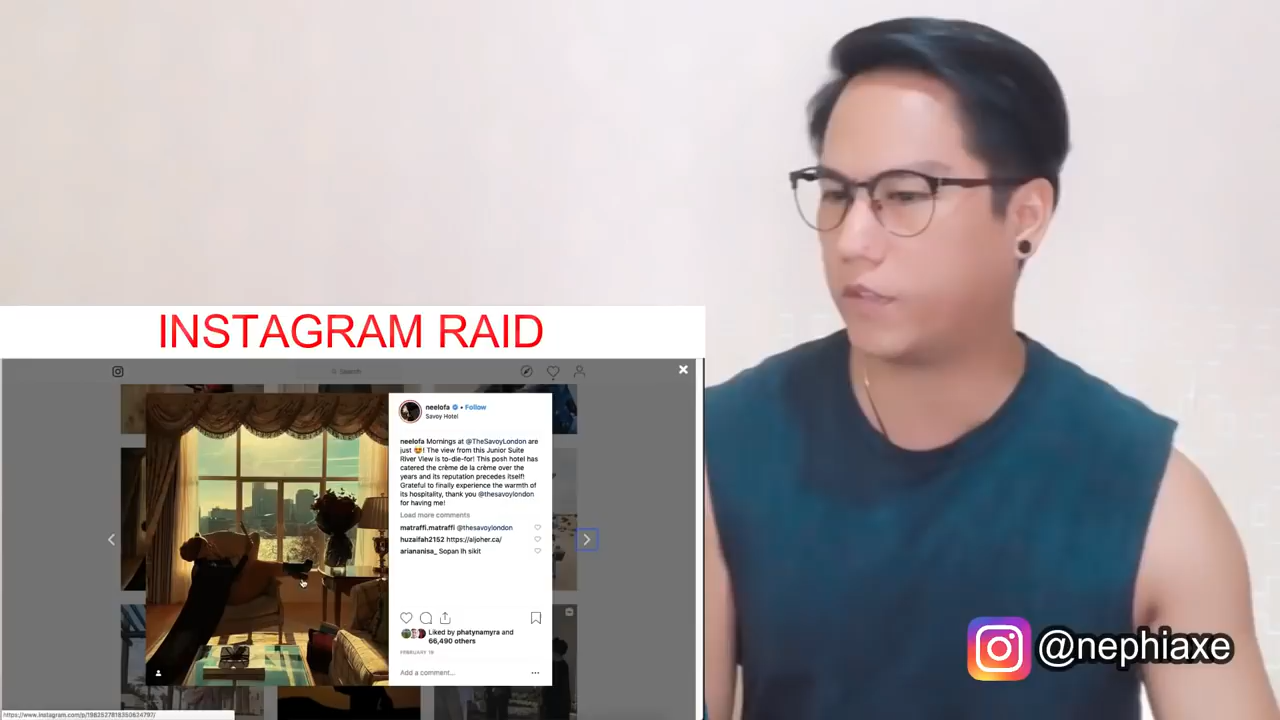 INSTAGRAM RAID
Search
neelofa • Follow
Savoy Hotel
neelofa Mornings at @TheSavoyLondon are
just 😍! The view from this Junior Suite
River View is to-die-for! This posh hotel has
catered the crème de la crème over the
years and its reputation precedes itself!
Grateful to finally experience the warmth of
its hospitality, thank you @thesavoylondon
for having me!
Load more comments
matraffi.matraffi @thesavoylondon
huzaifah2152 https://aljoher.ca/
ariananisa_ Sopan lh sikit
Liked by phatynamyra and
66,490 others
FEBRUARY 19
Add a comment...
@nephiaxe